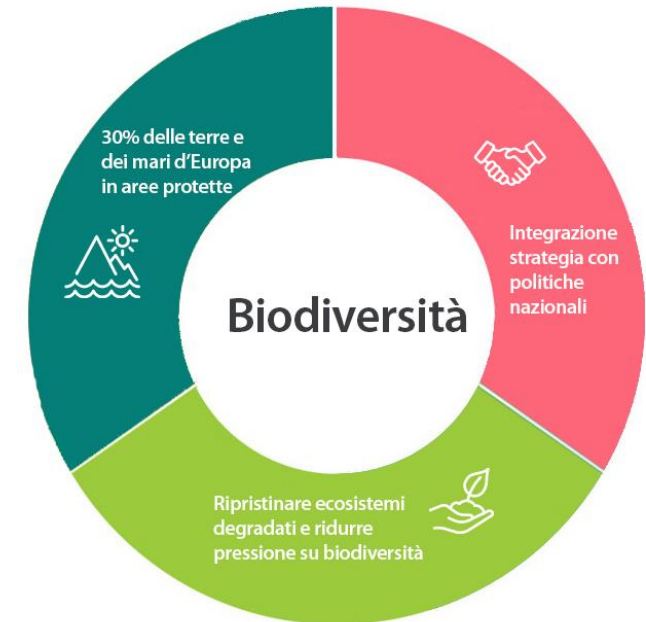 30% delle terre e
dei mari d'Europa
in aree protette
Integrazione
strategia con
politiche
nazionali
Biodiversità
Ripristinare ecosistemi
degradati e ridurre
pressione su biodiversità